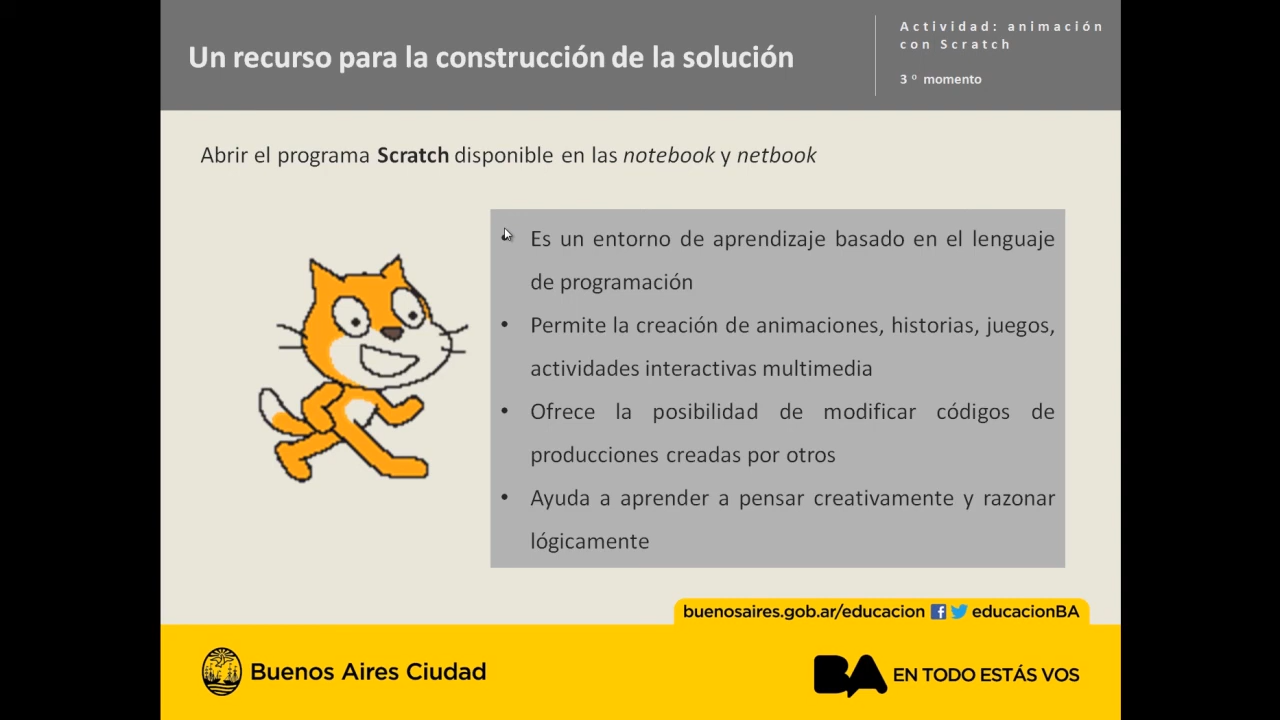 Un recurso para la construcción de la solución
Actividad: animación
con Scratch
3º momento
Abrir el programa Scratch disponible en las notebook y netbook
• Es un entorno de aprendizaje basado en el lenguaje
de programación
• Permite la creación de animaciones, historias, juegos,
actividades interactivas multimedia
• Ofrece la posibilidad de modificar códigos de
producciones creadas por otros
• Ayuda a aprender a pensar creativamente y razonar
lógicamente
buenosaires.gob.ar/educacion educacionBA
Buenos Aires Ciudad
BA EN TODO ESTÁS VOS